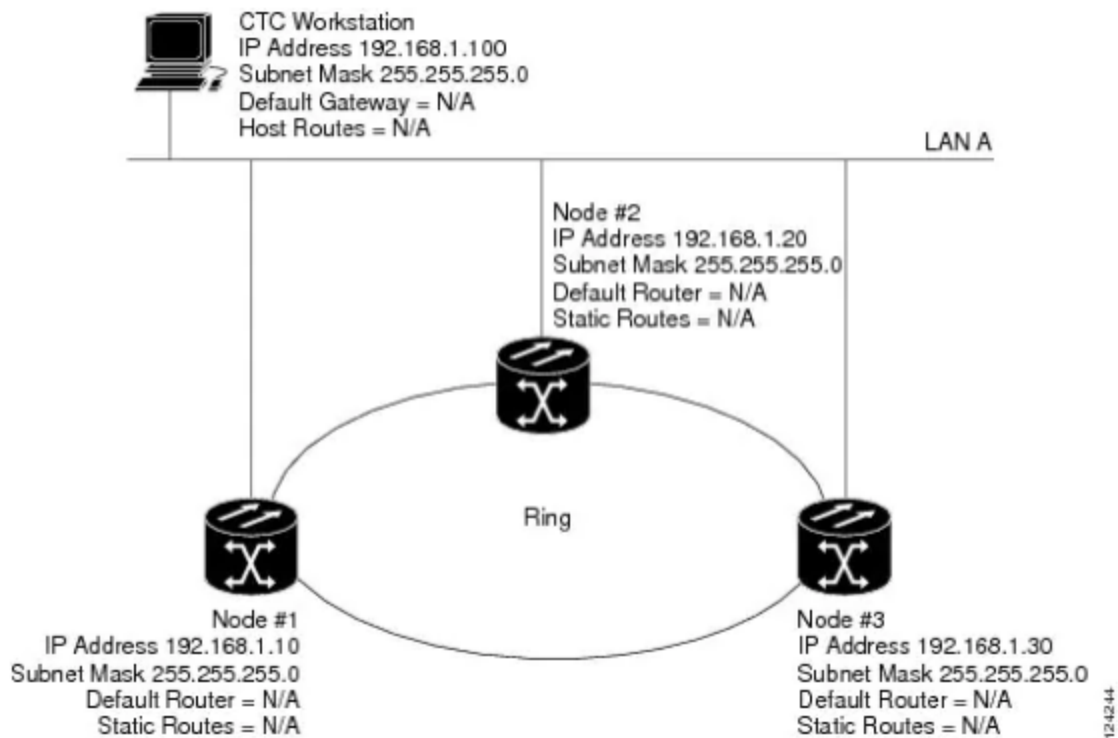 CTC Workstation
IP Address 192.168.1.100
Subnet Mask 255.255.255.0
Default Gateway = N/A
Host Routes = N/A
LAN A
Node #2
IP Address 192.168.1.20
Subnet Mask 255.255.255.0
Default Router = N/A
Static Routes = N/A
Ring
Node #1
IP Address 192.168.1.10
Subnet Mask 255.255.255.0
Default Router = N/A
Static Routes = N/A
Node #3
IP Address 192.168.1.30
Subnet Mask 255.255.255.0
Default Router = N/A
Static Routes = N/A
124244